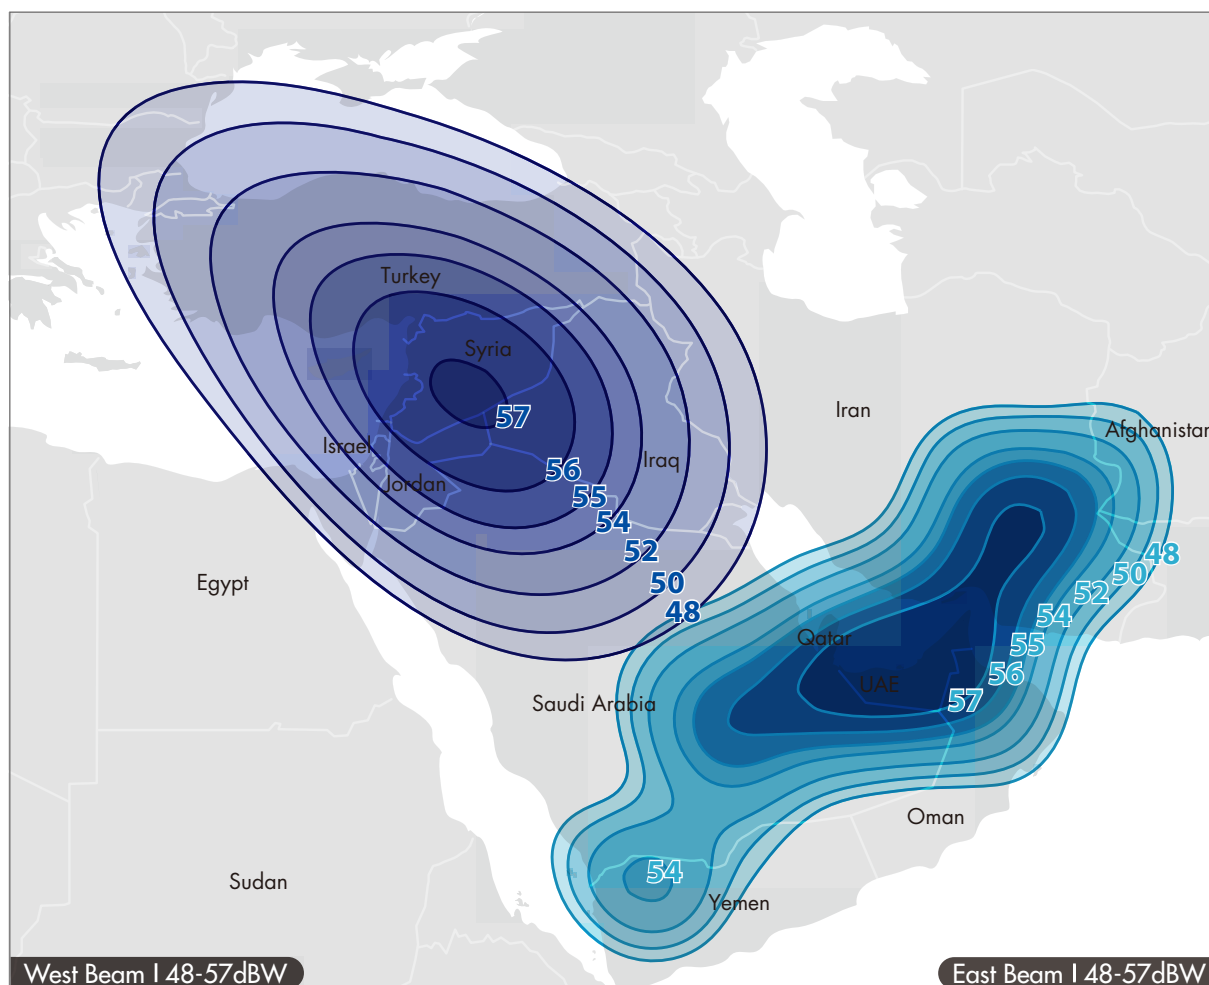 Turkey
Syria
57
Iran
Afghanistan
Israel
Iraq
56
Jordan
55
54
52
48
50
Egypt
50
52
48
54
Qatar
55
56
UAE
57
Saudi Arabia
Oman
54
Sudan
Yemen
West Beam I 48-57dBW
East Beam I 48-57dBW